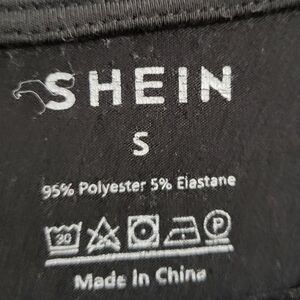 SHEIN
S
95% Polyester 5% Elastane
30 P
Made In China